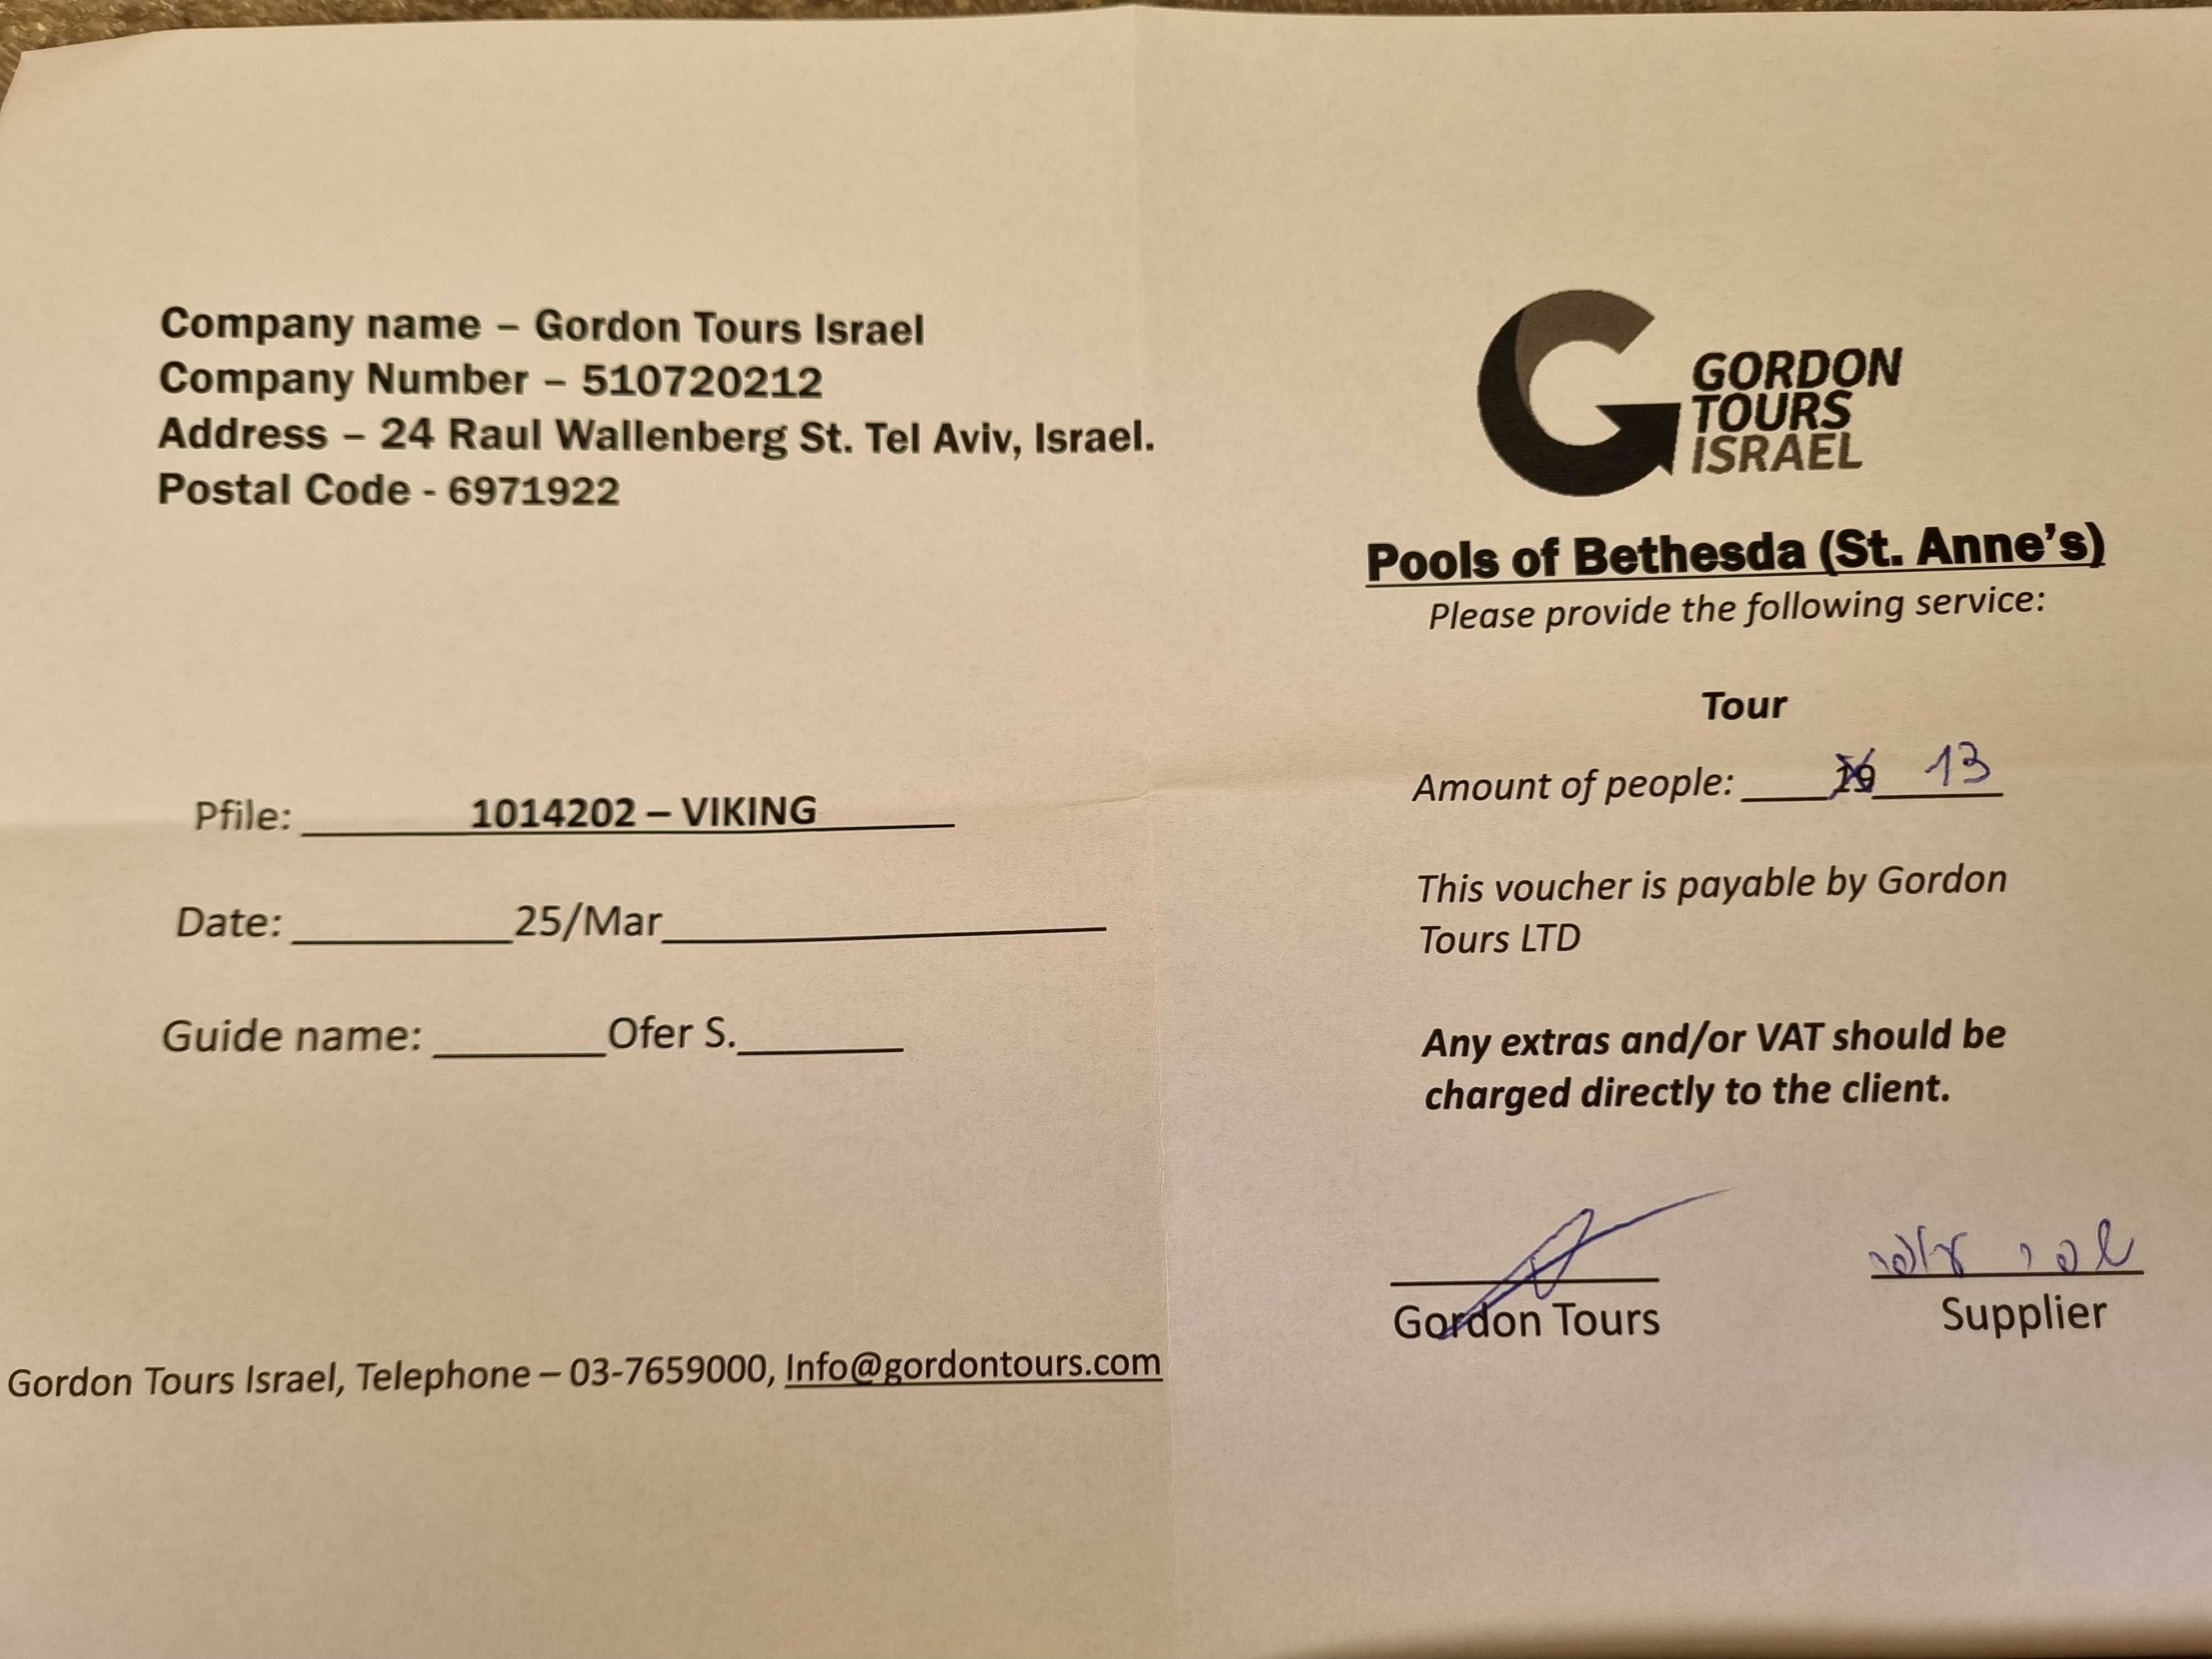 Company name – Gordon Tours Israel
Company Number – 510720212
Address – 24 Raul Wallenberg St. Tel Aviv, Israel.
Postal Code - 6971922
Pfile: 1014202 – VIKING
Date: 25/Mar
Guide name: Ofer S.
Gordon Tours Israel, Telephone – 03-7659000, Info@gordontours.com
GORDON
TOURS
ISRAEL
Pools of Bethesda (St. Anne's)
Please provide the following service:
Tour
Amount of people: 19 13
This voucher is payable by Gordon
Tours LTD
Any extras and/or VAT should be
charged directly to the client.
Gordon Tours
Supplier